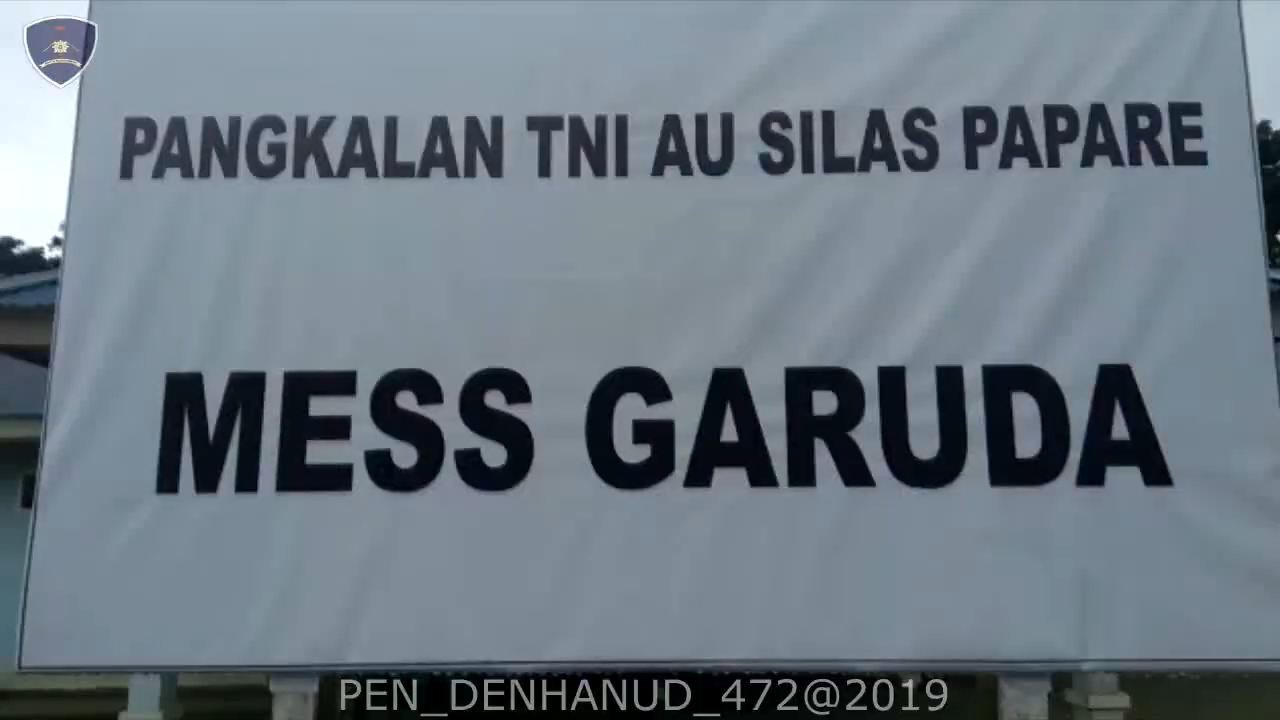 PANGKALAN TNI AU SILAS PAPARE
MESS GARUDA
PEN_DENHANUD_472@2019